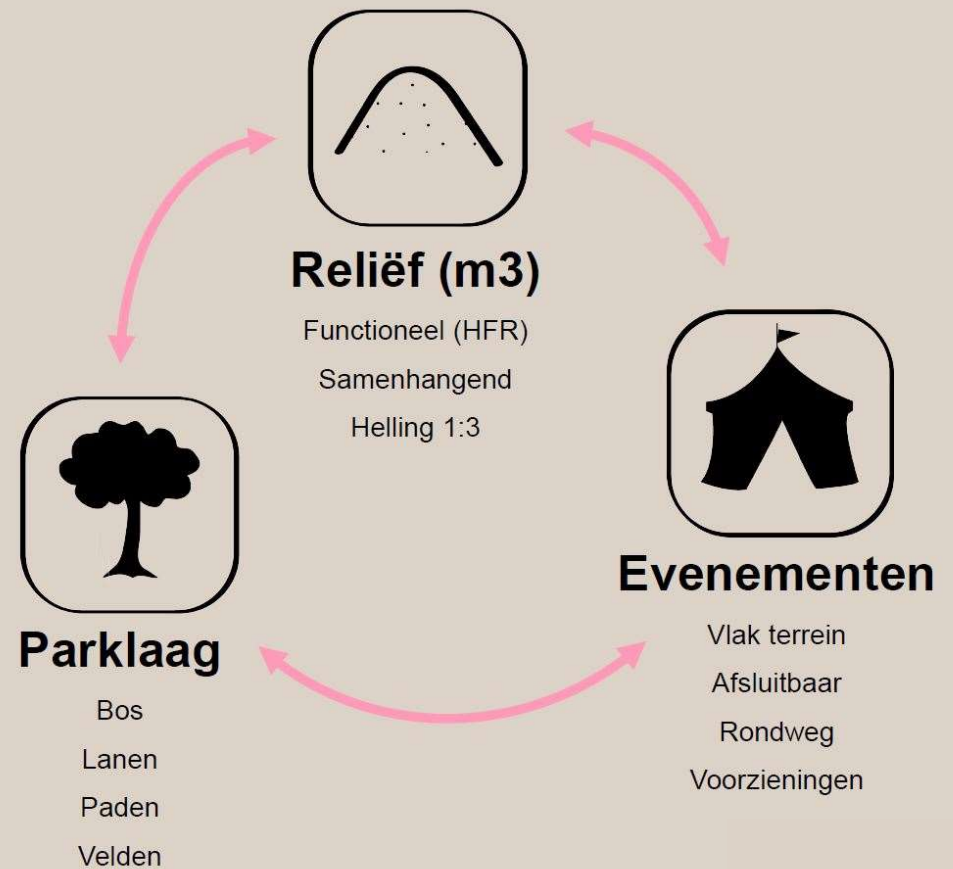 Reliëf (m3)
Functioneel (HFR)
Samenhangend
Helling 1:3
Parklaag
Bos
Lanen
Paden
Velden
Evenementen
Vlak terrein
Afsluitbaar
Rondweg
Voorzieningen